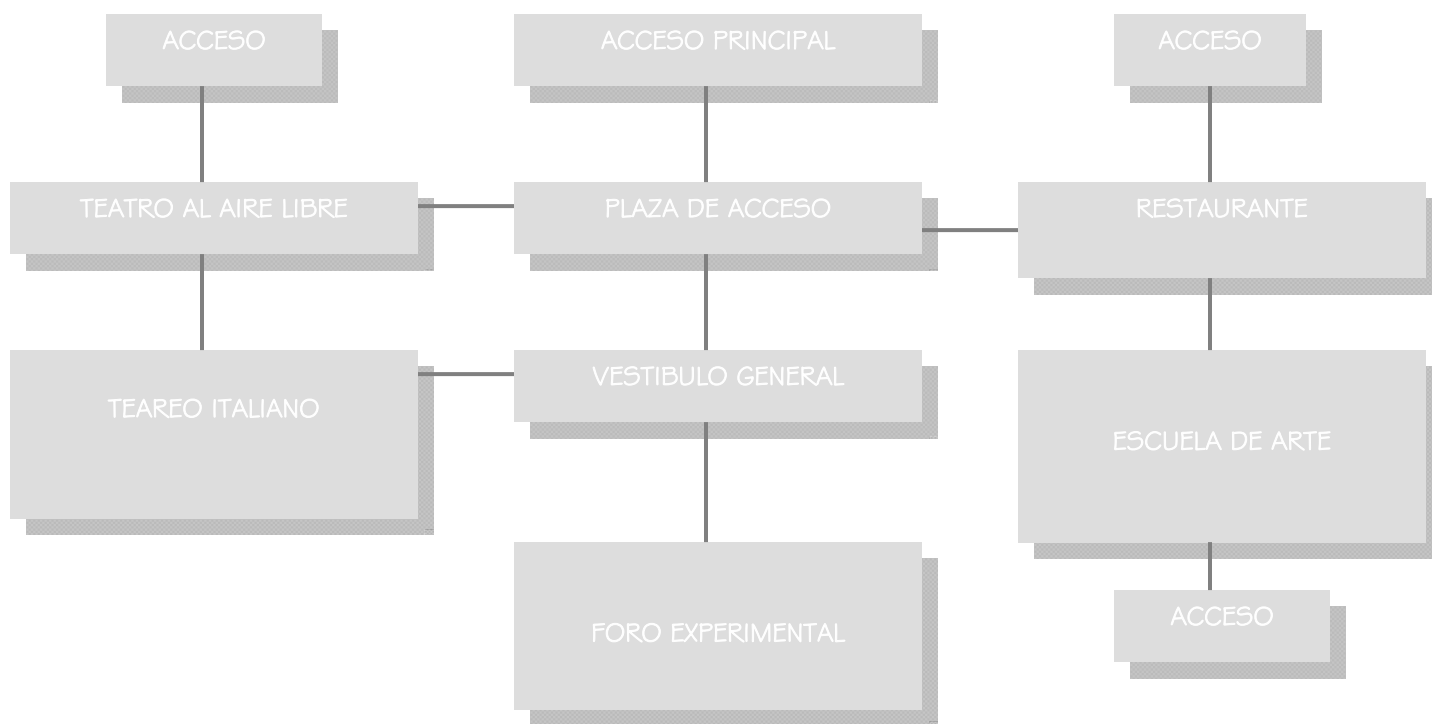 ACCESO
ACCESO PRINCIPAL
ACCESO
TEATRO AL AIRE LIBRE
PLAZA DE ACCESO
RESTAURANTE
TEAREO ITALIANO
VESTIBULO GENERAL
ESCUELA DE ARTE
FORO EXPERIMENTAL
ACCESO